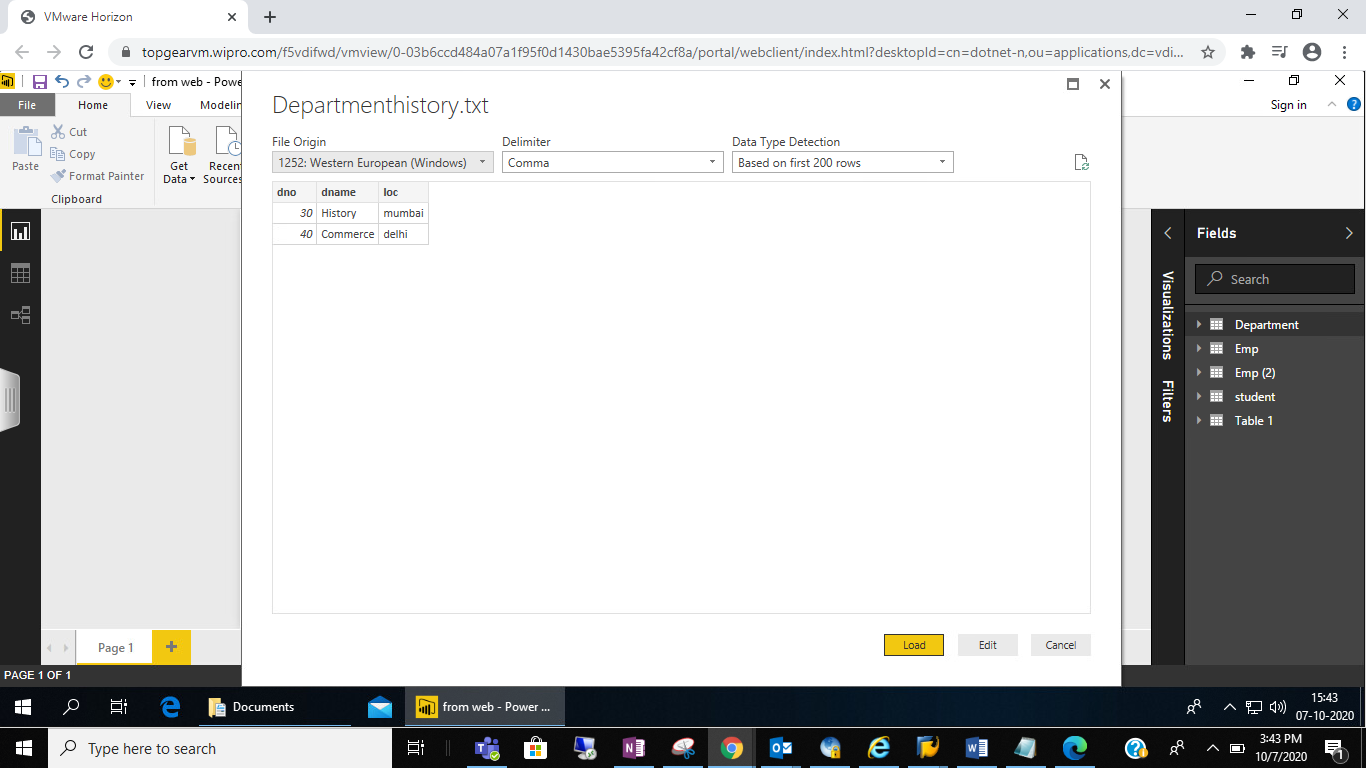 VMware Horizon
topgearvm.wipro.com/f5vdifwd/vmview/0-03b6ccd484a07a1f95f0d1430bae5395fa42cf8a/portal/webclient/index.html?desktopId=cn=dotnet-n,ou=applications,dc=vdi...
from web - Powe
File Home View Modelin
Sign in
Paste
Cut
Copy
Format Painter
Clipboard
Get Data
Recen Sources
Departmenthistory.txt
File Origin Delimiter Data Type Detection
1252: Western European (Windows) Comma Based on first 200 rows
dno dname loc
30 History mumbai
40 Commerce delhi
Load Edit Cancel
Visualizations
Filters
Fields
Search
Department
Emp
Emp (2)
student
Table 1
Page 1
PAGE 1 OF 1
Documents
from web - Power ...
15:43
07-10-2020
Type here to search
3:43 PM
10/7/2020
1